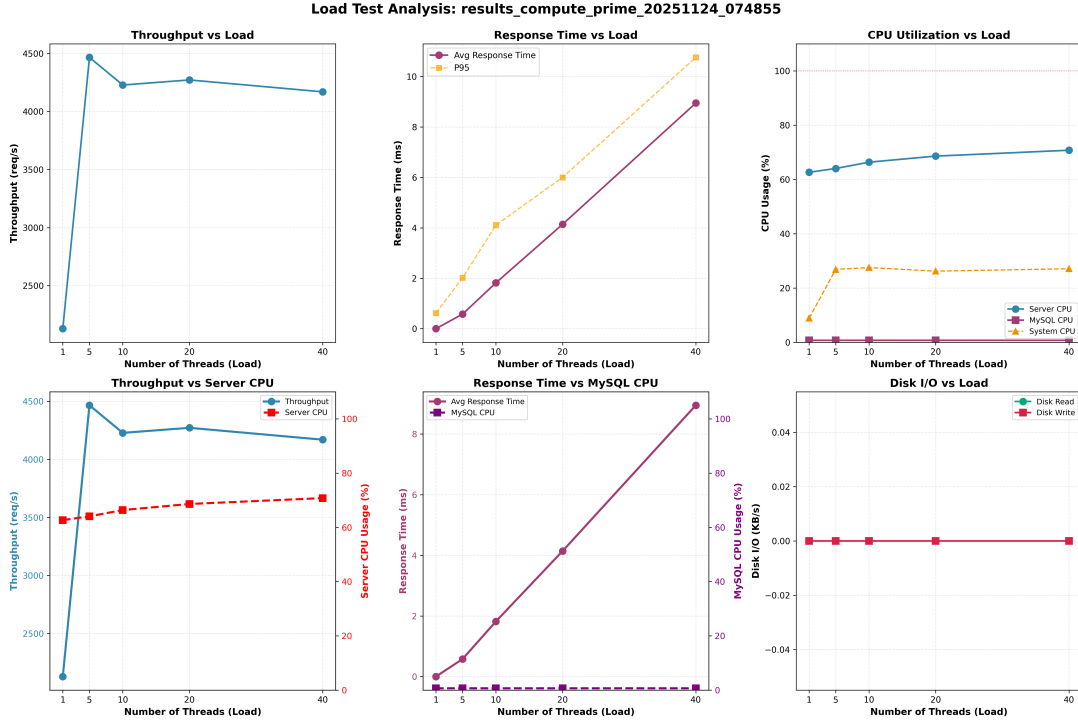 Load Test Analysis: results_compute_prime_20251124_074855
Throughput vs Load
Throughput (req/s)
4500
4000
3500
3000
2500
1
5
10
20
40
Number of Threads (Load)
Response Time vs Load
Avg Response Time
P95
Response Time (ms)
10
8
6
4
2
0
1
5
10
20
40
Number of Threads (Load)
CPU Utilization vs Load
CPU Usage (%)
100
80
60
40
20
0
Server CPU
MySQL CPU
System CPU
1
5
10
20
40
Number of Threads (Load)
Throughput vs Server CPU
Throughput
Server CPU
Throughput (req/s)
4500
4000
3500
3000
2500
100
80
60
40
20
0
Server CPU Usage (%)
1
5
10
20
40
Number of Threads (Load)
Response Time vs MySQL CPU
Avg Response Time
MySQL CPU
Response Time (ms)
8
6
4
2
0
100
80
60
40
20
0
MySQL CPU Usage (%)
1
5
10
20
40
Number of Threads (Load)
Disk I/O vs Load
Disk Read
Disk Write
Disk I/O (KB/s)
0.04
0.02
0.00
−0.02
−0.04
1
5
10
20
40
Number of Threads (Load)